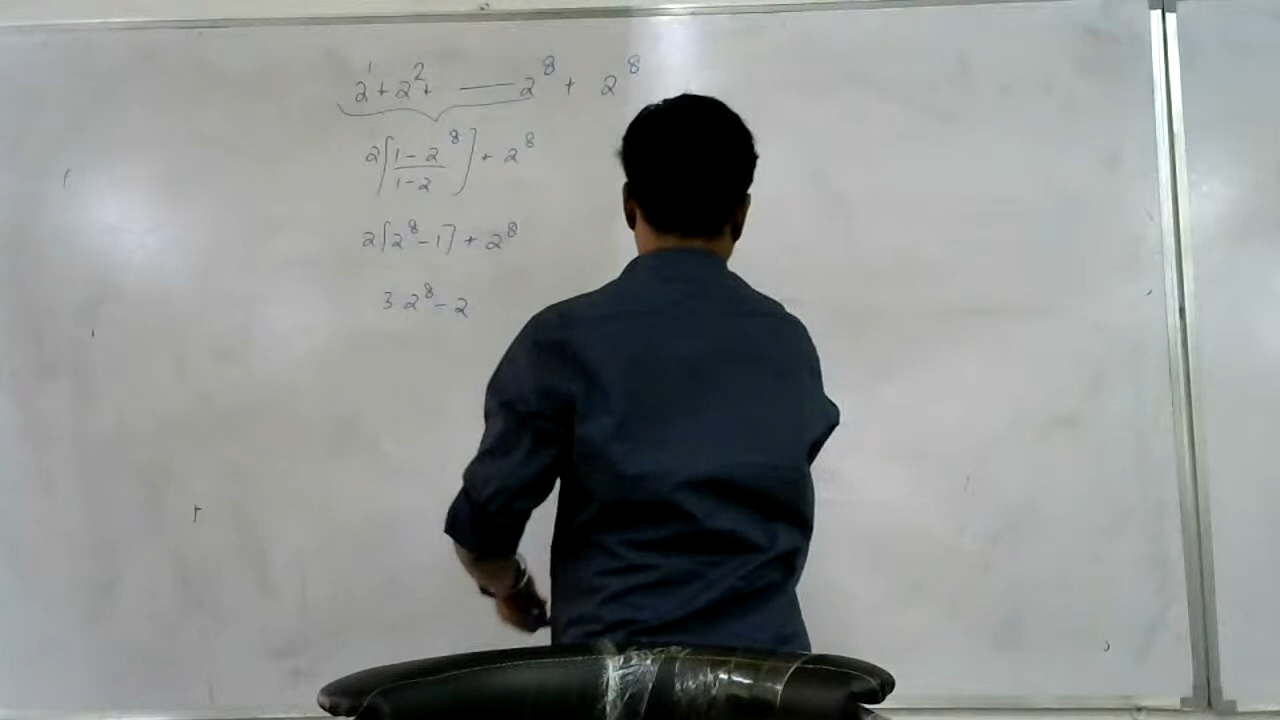 2¹ + 2² + —— 2⁸ + 2⁸
2[(1 - 2⁸)/(1 - 2)] + 2⁸
2[2⁸ - 1] + 2⁸
3·2⁸ - 2